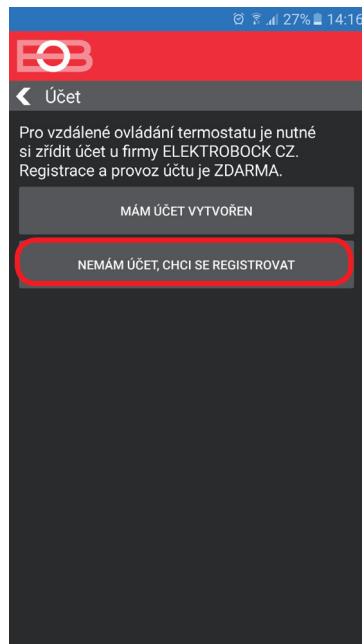 27% 14:16
EOB
Účet
Pro vzdálené ovládání termostatu je nutné
si zřídit účet u firmy ELEKTROBOCK CZ.
Registrace a provoz účtu je ZDARMA.
MÁM ÚČET VYTVOŘEN
NEMÁM ÚČET, CHCI SE REGISTROVAT